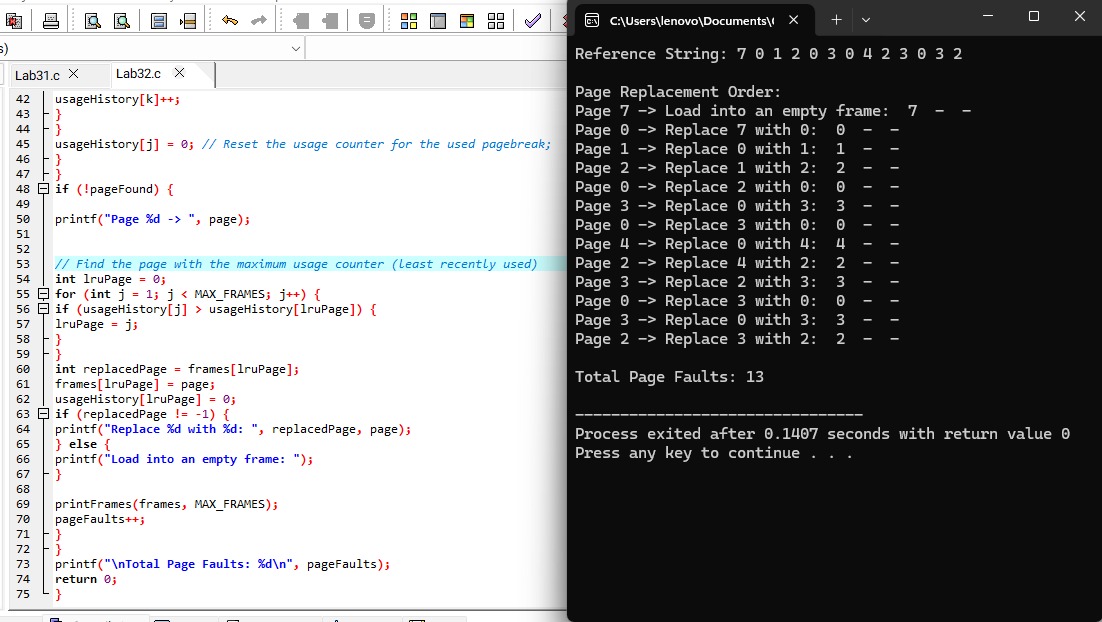 s)
Lab31.c
Lab32.c
42 usageHistory[k]++;
43 }
44 }
45 usageHistory[j] = 0; // Reset the usage counter for the used pagebreak;
46 }
47 }
48 if (!pageFound) {
49
50 printf("Page %d -> ", page);
51
52
53 // Find the page with the maximum usage counter (least recently used)
54 int lruPage = 0;
55 for (int j = 1; j < MAX_FRAMES; j++) {
56 if (usageHistory[j] > usageHistory[lruPage]) {
57 lruPage = j;
58 }
59 }
60 int replacedPage = frames[lruPage];
61 frames[lruPage] = page;
62 usageHistory[lruPage] = 0;
63 if (replacedPage != -1) {
64 printf("Replace %d with %d: ", replacedPage, page);
65 } else {
66 printf("Load into an empty frame: ");
67 }
68
69 printFrames(frames, MAX_FRAMES);
70 pageFaults++;
71 }
72 }
73 printf("\nTotal Page Faults: %d\n", pageFaults);
74 return 0;
75 }
C:\Users\lenovo\Documents\
Reference String: 7 0 1 2 0 3 0 4 2 3 0 3 2
Page Replacement Order:
Page 7 -> Load into an empty frame:  7  -  -
Page 0 -> Replace 7 with 0:  0  -  -
Page 1 -> Replace 0 with 1:  1  -  -
Page 2 -> Replace 1 with 2:  2  -  -
Page 0 -> Replace 2 with 0:  0  -  -
Page 3 -> Replace 0 with 3:  3  -  -
Page 0 -> Replace 3 with 0:  0  -  -
Page 4 -> Replace 0 with 4:  4  -  -
Page 2 -> Replace 4 with 2:  2  -  -
Page 3 -> Replace 2 with 3:  3  -  -
Page 0 -> Replace 3 with 0:  0  -  -
Page 3 -> Replace 0 with 3:  3  -  -
Page 2 -> Replace 3 with 2:  2  -  -
Total Page Faults: 13
--------------------------------
Process exited after 0.1407 seconds with return value 0
Press any key to continue . . .